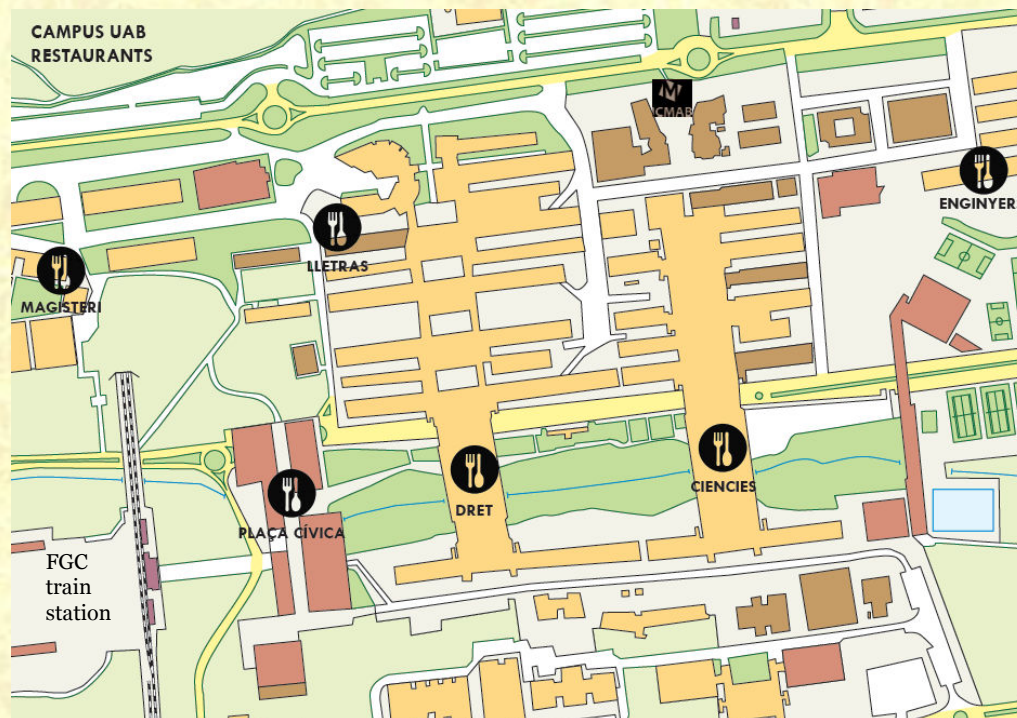 CAMPUS UAB
RESTAURANTS
ICMAB
ENGINYER
LLETRAS
MAGISTERI
CIENCIES
DRET
PLAÇA CÍVICA
FGC
train
station